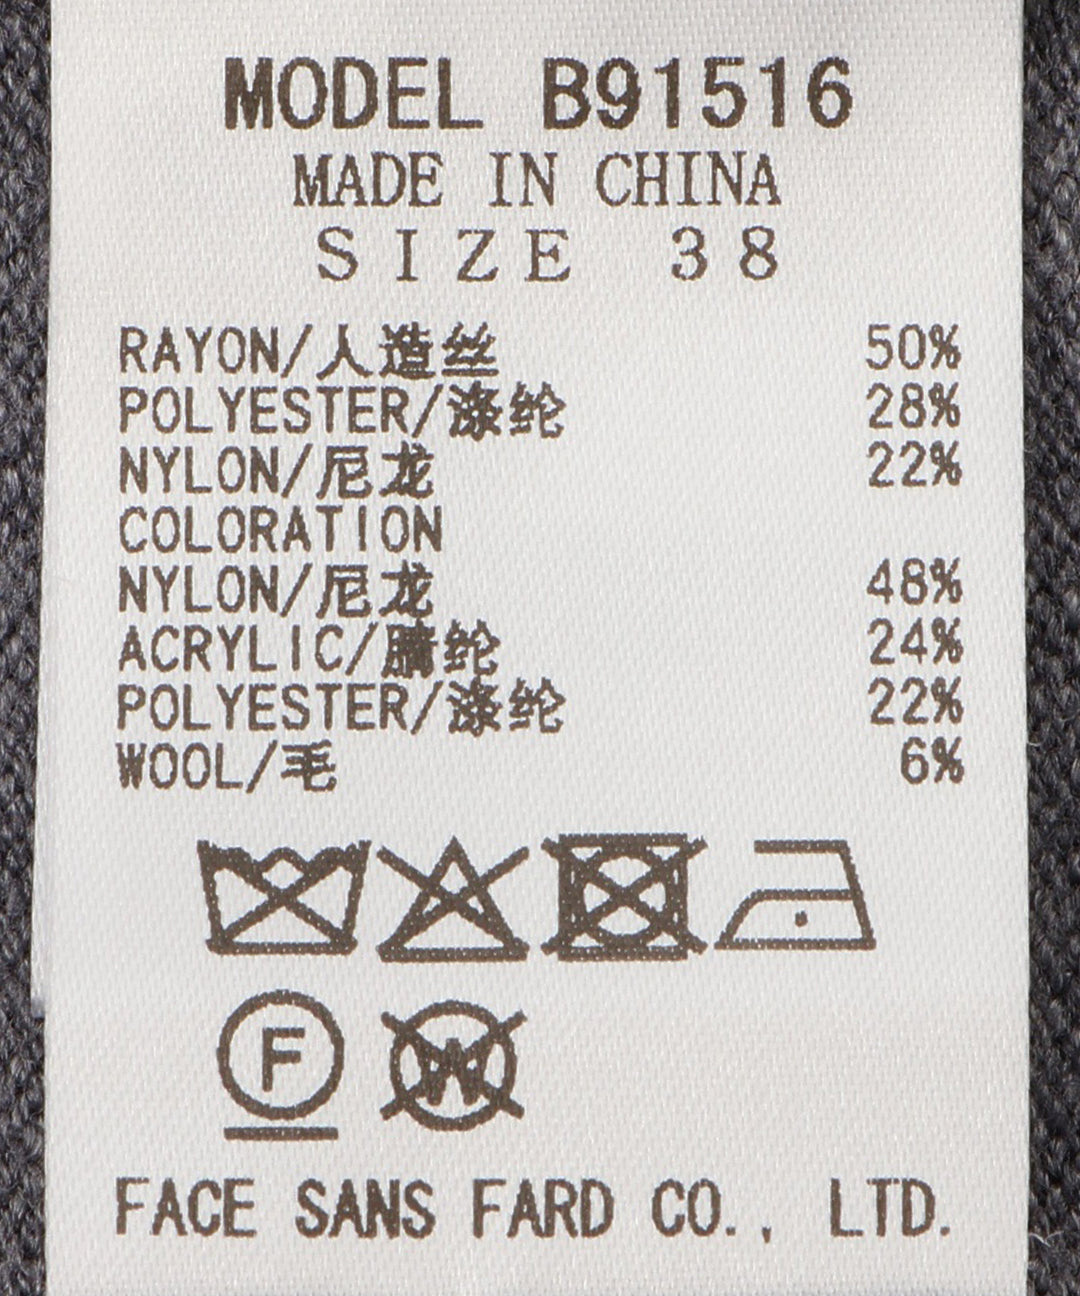 MODEL B91516
MADE IN CHINA
SIZE 38
RAYON/人造丝 50%
POLYESTER/涤纶 28%
NYLON/尼龙 22%
COLORATION
NYLON/尼龙 48%
ACRYLIC/腈纶 24%
POLYESTER/涤纶 22%
WOOL/毛 6%
F W
FACE SANS FARD CO., LTD.